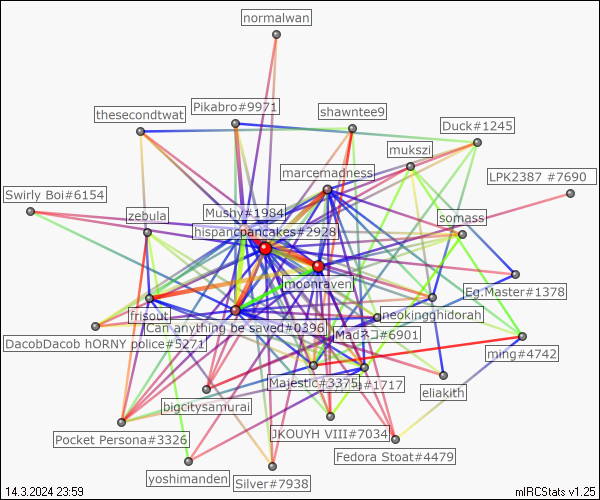 normalwan
Pikabro#9971
thesecondtwat
shawntee9
Duck#1245
mukszi
marcemadness
LPK2387 #7690
Swirly Boi#6154
zebula
Mushy#1984
somass
hispancpancakes#2928
moonraven
Eg.Master#1378
frisout
neokingghidorah
Can anything be saved#0396
Madネコ#6901
DacobDacob hORNY police#5271
ming#4742
Majestic#3375
#1717
eliakith
bigcitysamurai
JKOUYH VIII#7034
Pocket Persona#3326
Fedora Stoat#4479
yoshimanden
Silver#7938
14.3.2024 23:59
mIRCStats v1.25